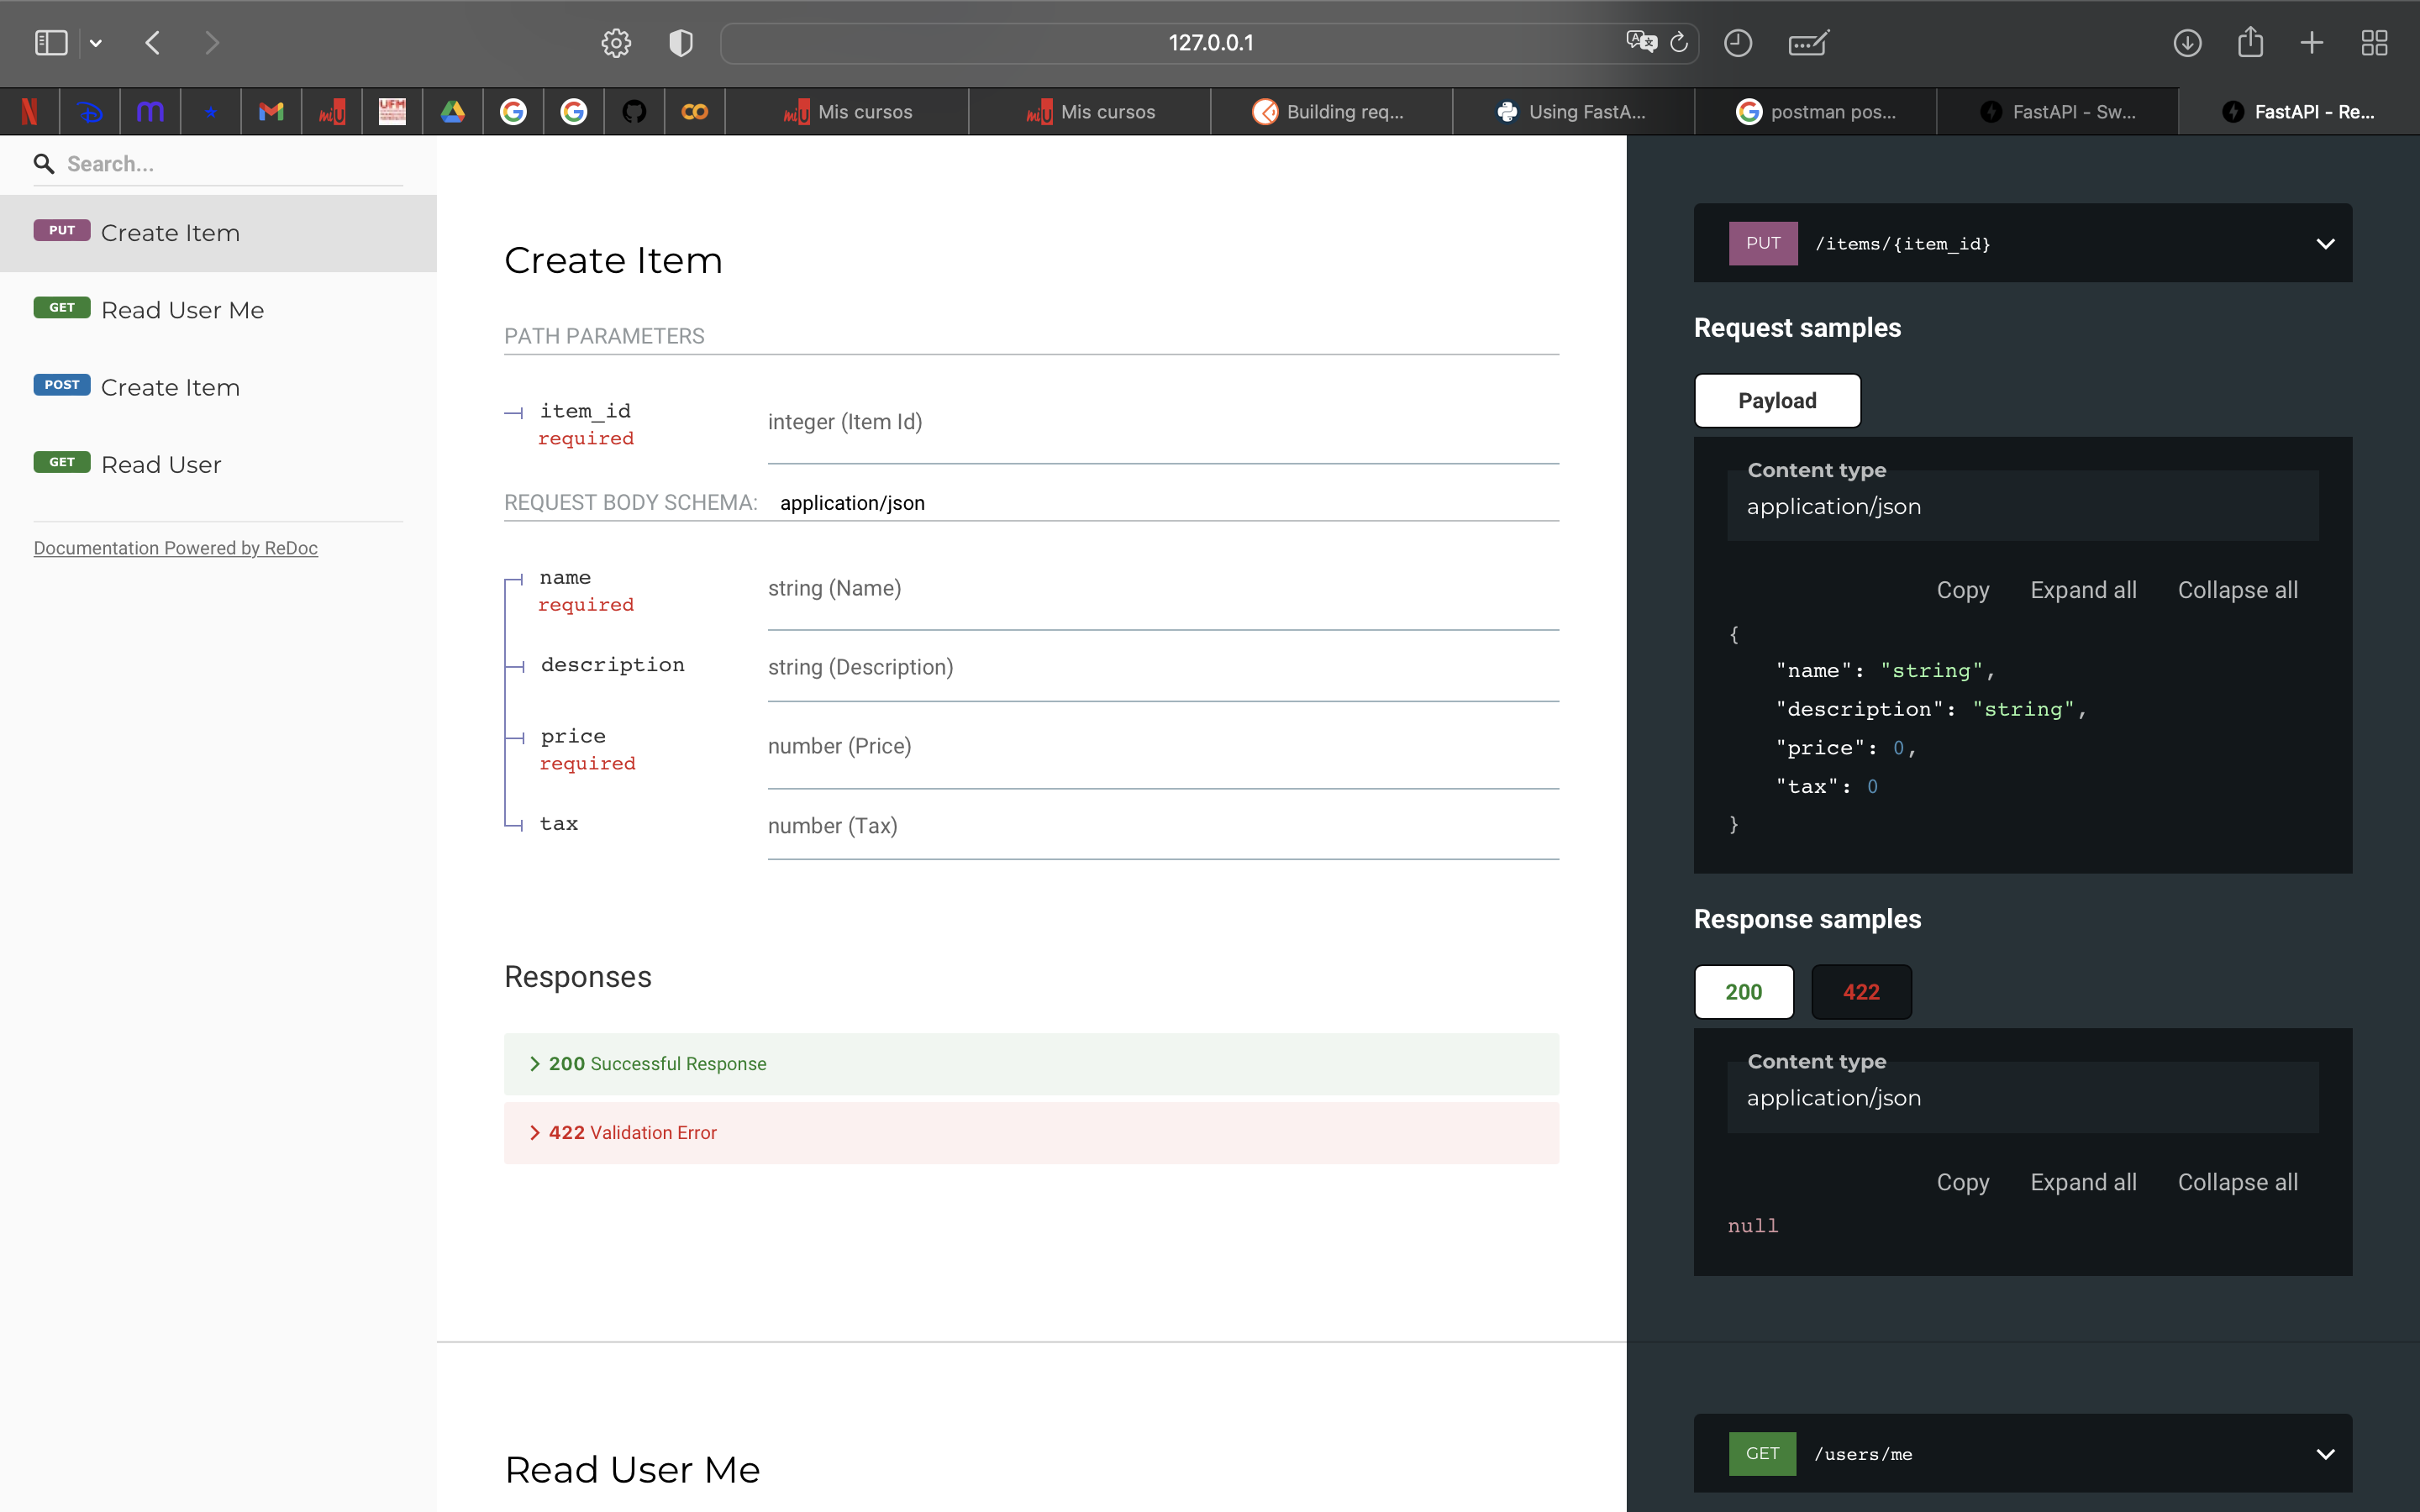 127.0.0.1
UFM
miU Mis cursos
miU Mis cursos
Building req...
Using FastA...
postman pos...
FastAPI - Sw...
FastAPI - Re...
Search...
PUT Create Item
GET Read User Me
POST Create Item
GET Read User
Documentation Powered by ReDoc
Create Item
PATH PARAMETERS
item_id
required
integer (Item Id)
REQUEST BODY SCHEMA: application/json
name
required
string (Name)
description
string (Description)
price
required
number (Price)
tax
number (Tax)
Responses
200 Successful Response
422 Validation Error
Read User Me
PUT /items/{item_id}
Request samples
Payload
Content type
application/json
Copy Expand all Collapse all
{
"name": "string",
"description": "string",
"price": 0,
"tax": 0
}
Response samples
200 422
Content type
application/json
Copy Expand all Collapse all
null
GET /users/me